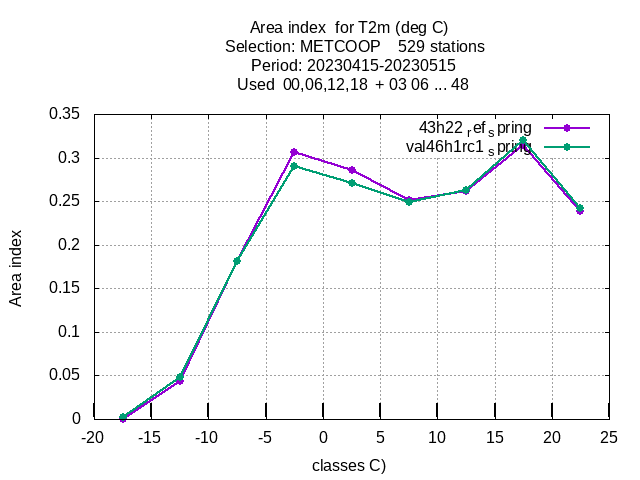 Area index for T2m (deg C)
Selection: METCOOP 529 stations
Period: 20230415-20230515
Used 00,06,12,18 + 03 06 ... 48
0.35
0.3
0.25
0.2
0.15
0.1
0.05
0
-20 -15 -10 -5 0 5 10 15 20 25
Area index
classes C)
43h22 ref spring
val46h1rc1 spring